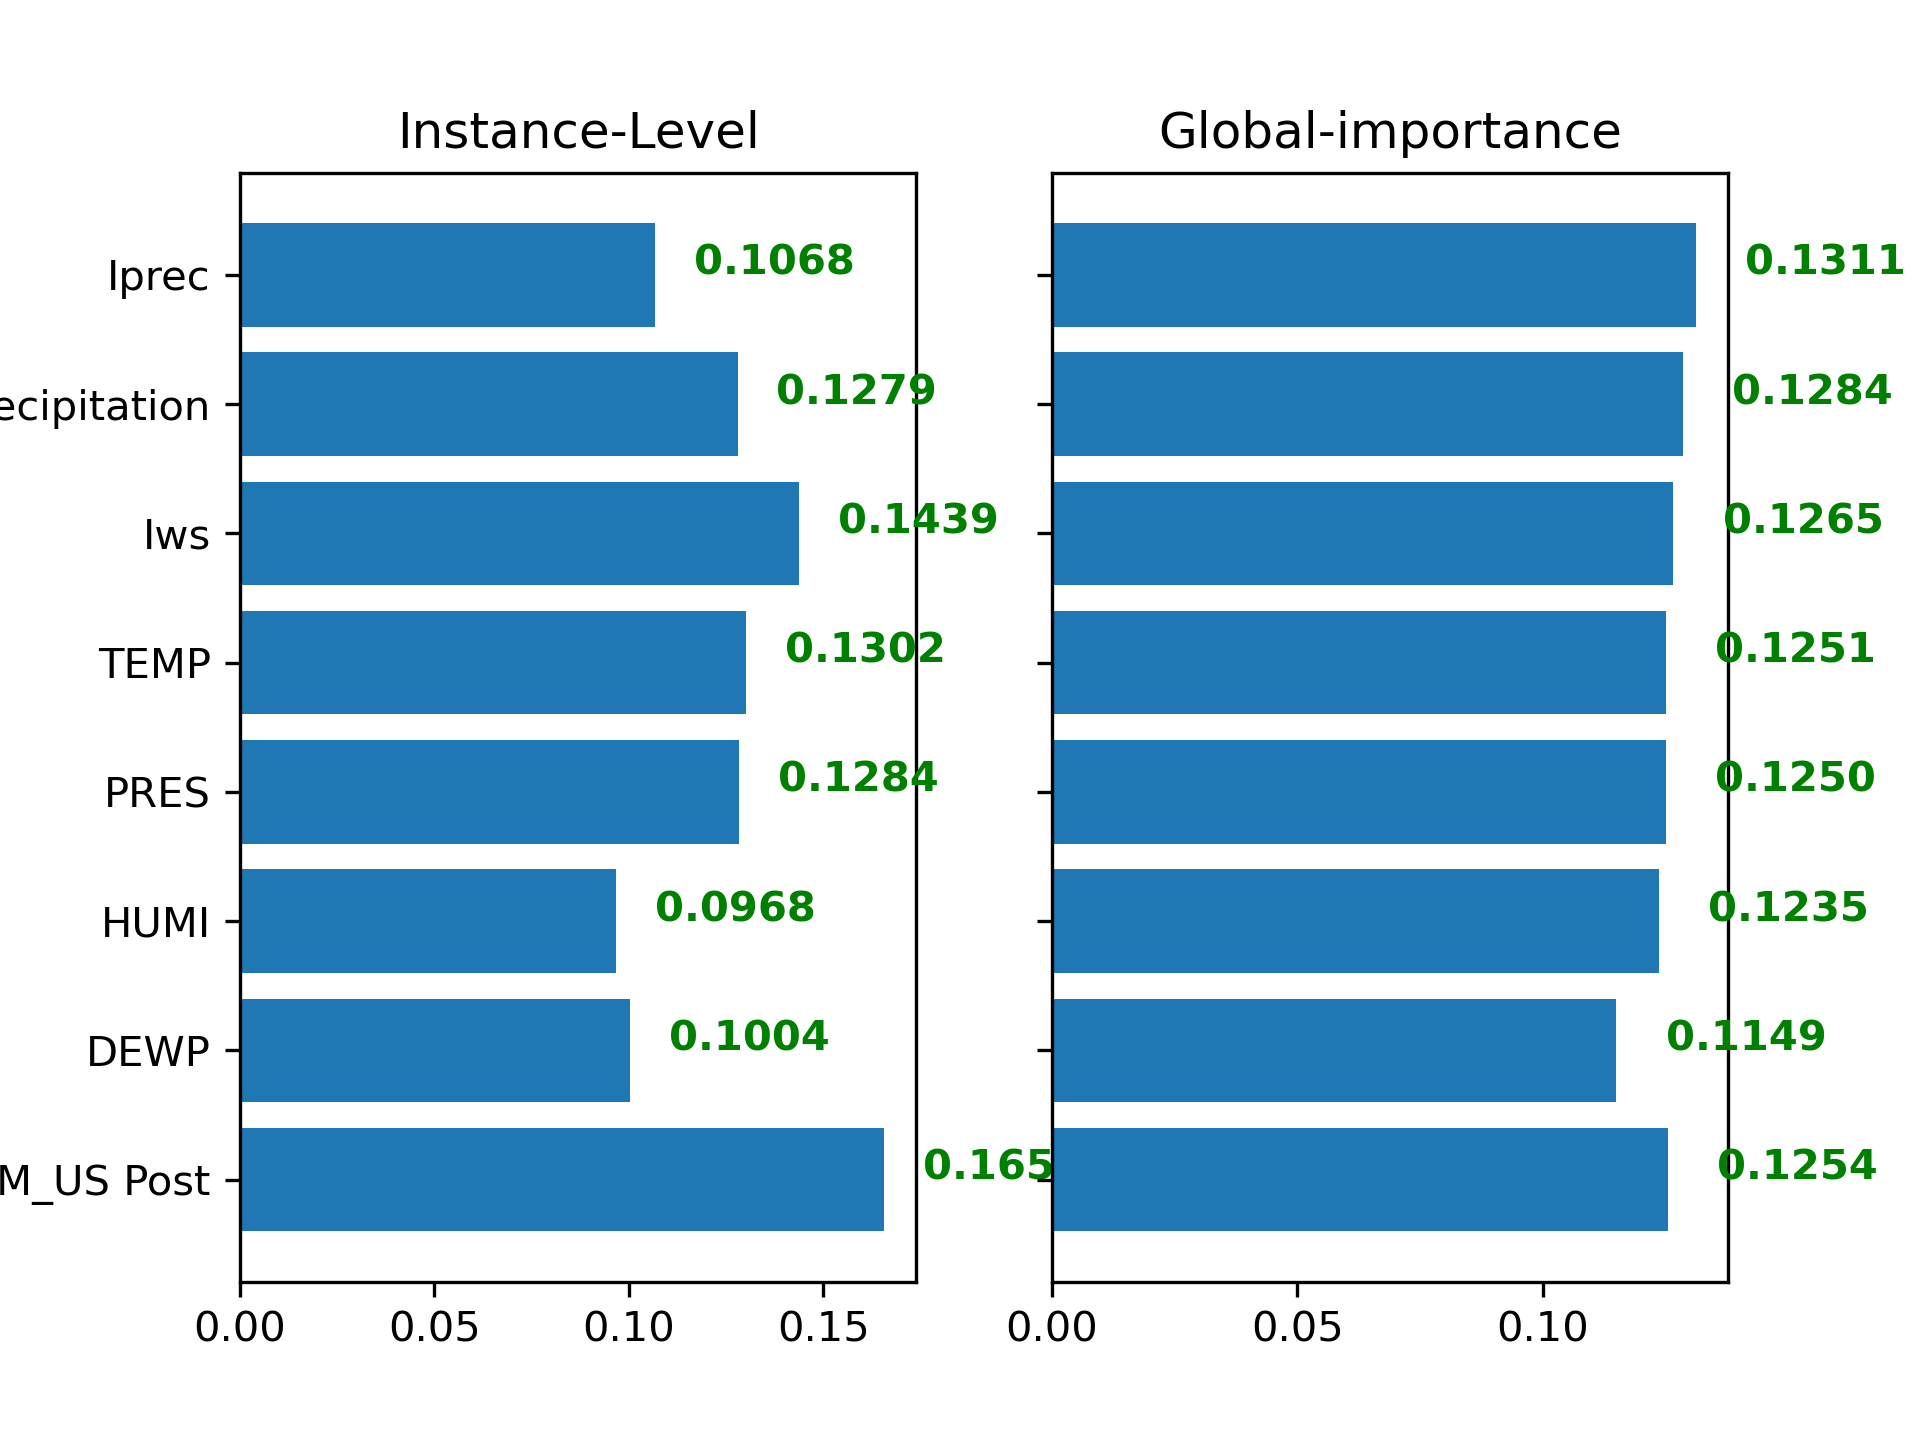 Instance-Level Global-importance
Iprec 0.1068 0.1311
ecipitation 0.1279 0.1284
Iws 0.1439 0.1265
TEMP 0.1302 0.1251
PRES 0.1284 0.1250
HUMI 0.0968 0.1235
DEWP 0.1004 0.1149
M_US Post 0.165 0.1254
0.00 0.05 0.10 0.15 0.00 0.05 0.10